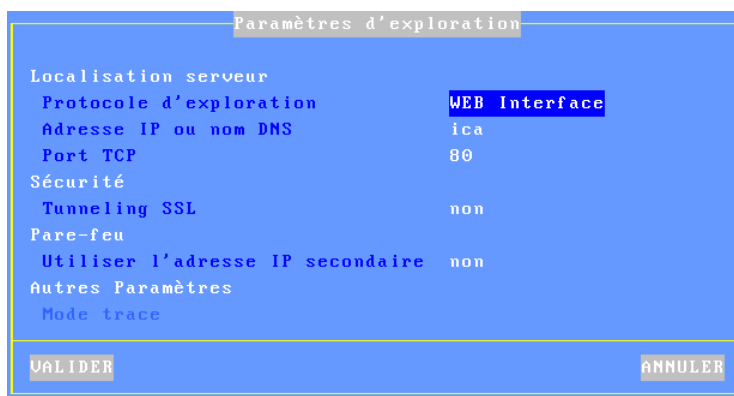 Paramètres d'exploration
Localisation serveur
Protocole d'exploration WEB Interface
Adresse IP ou nom DNS ica
Port TCP 80
Sécurité
Tunneling SSL non
Pare-feu
Utiliser l'adresse IP secondaire non
Autres Paramètres
Mode trace
VALIDER ANNULER